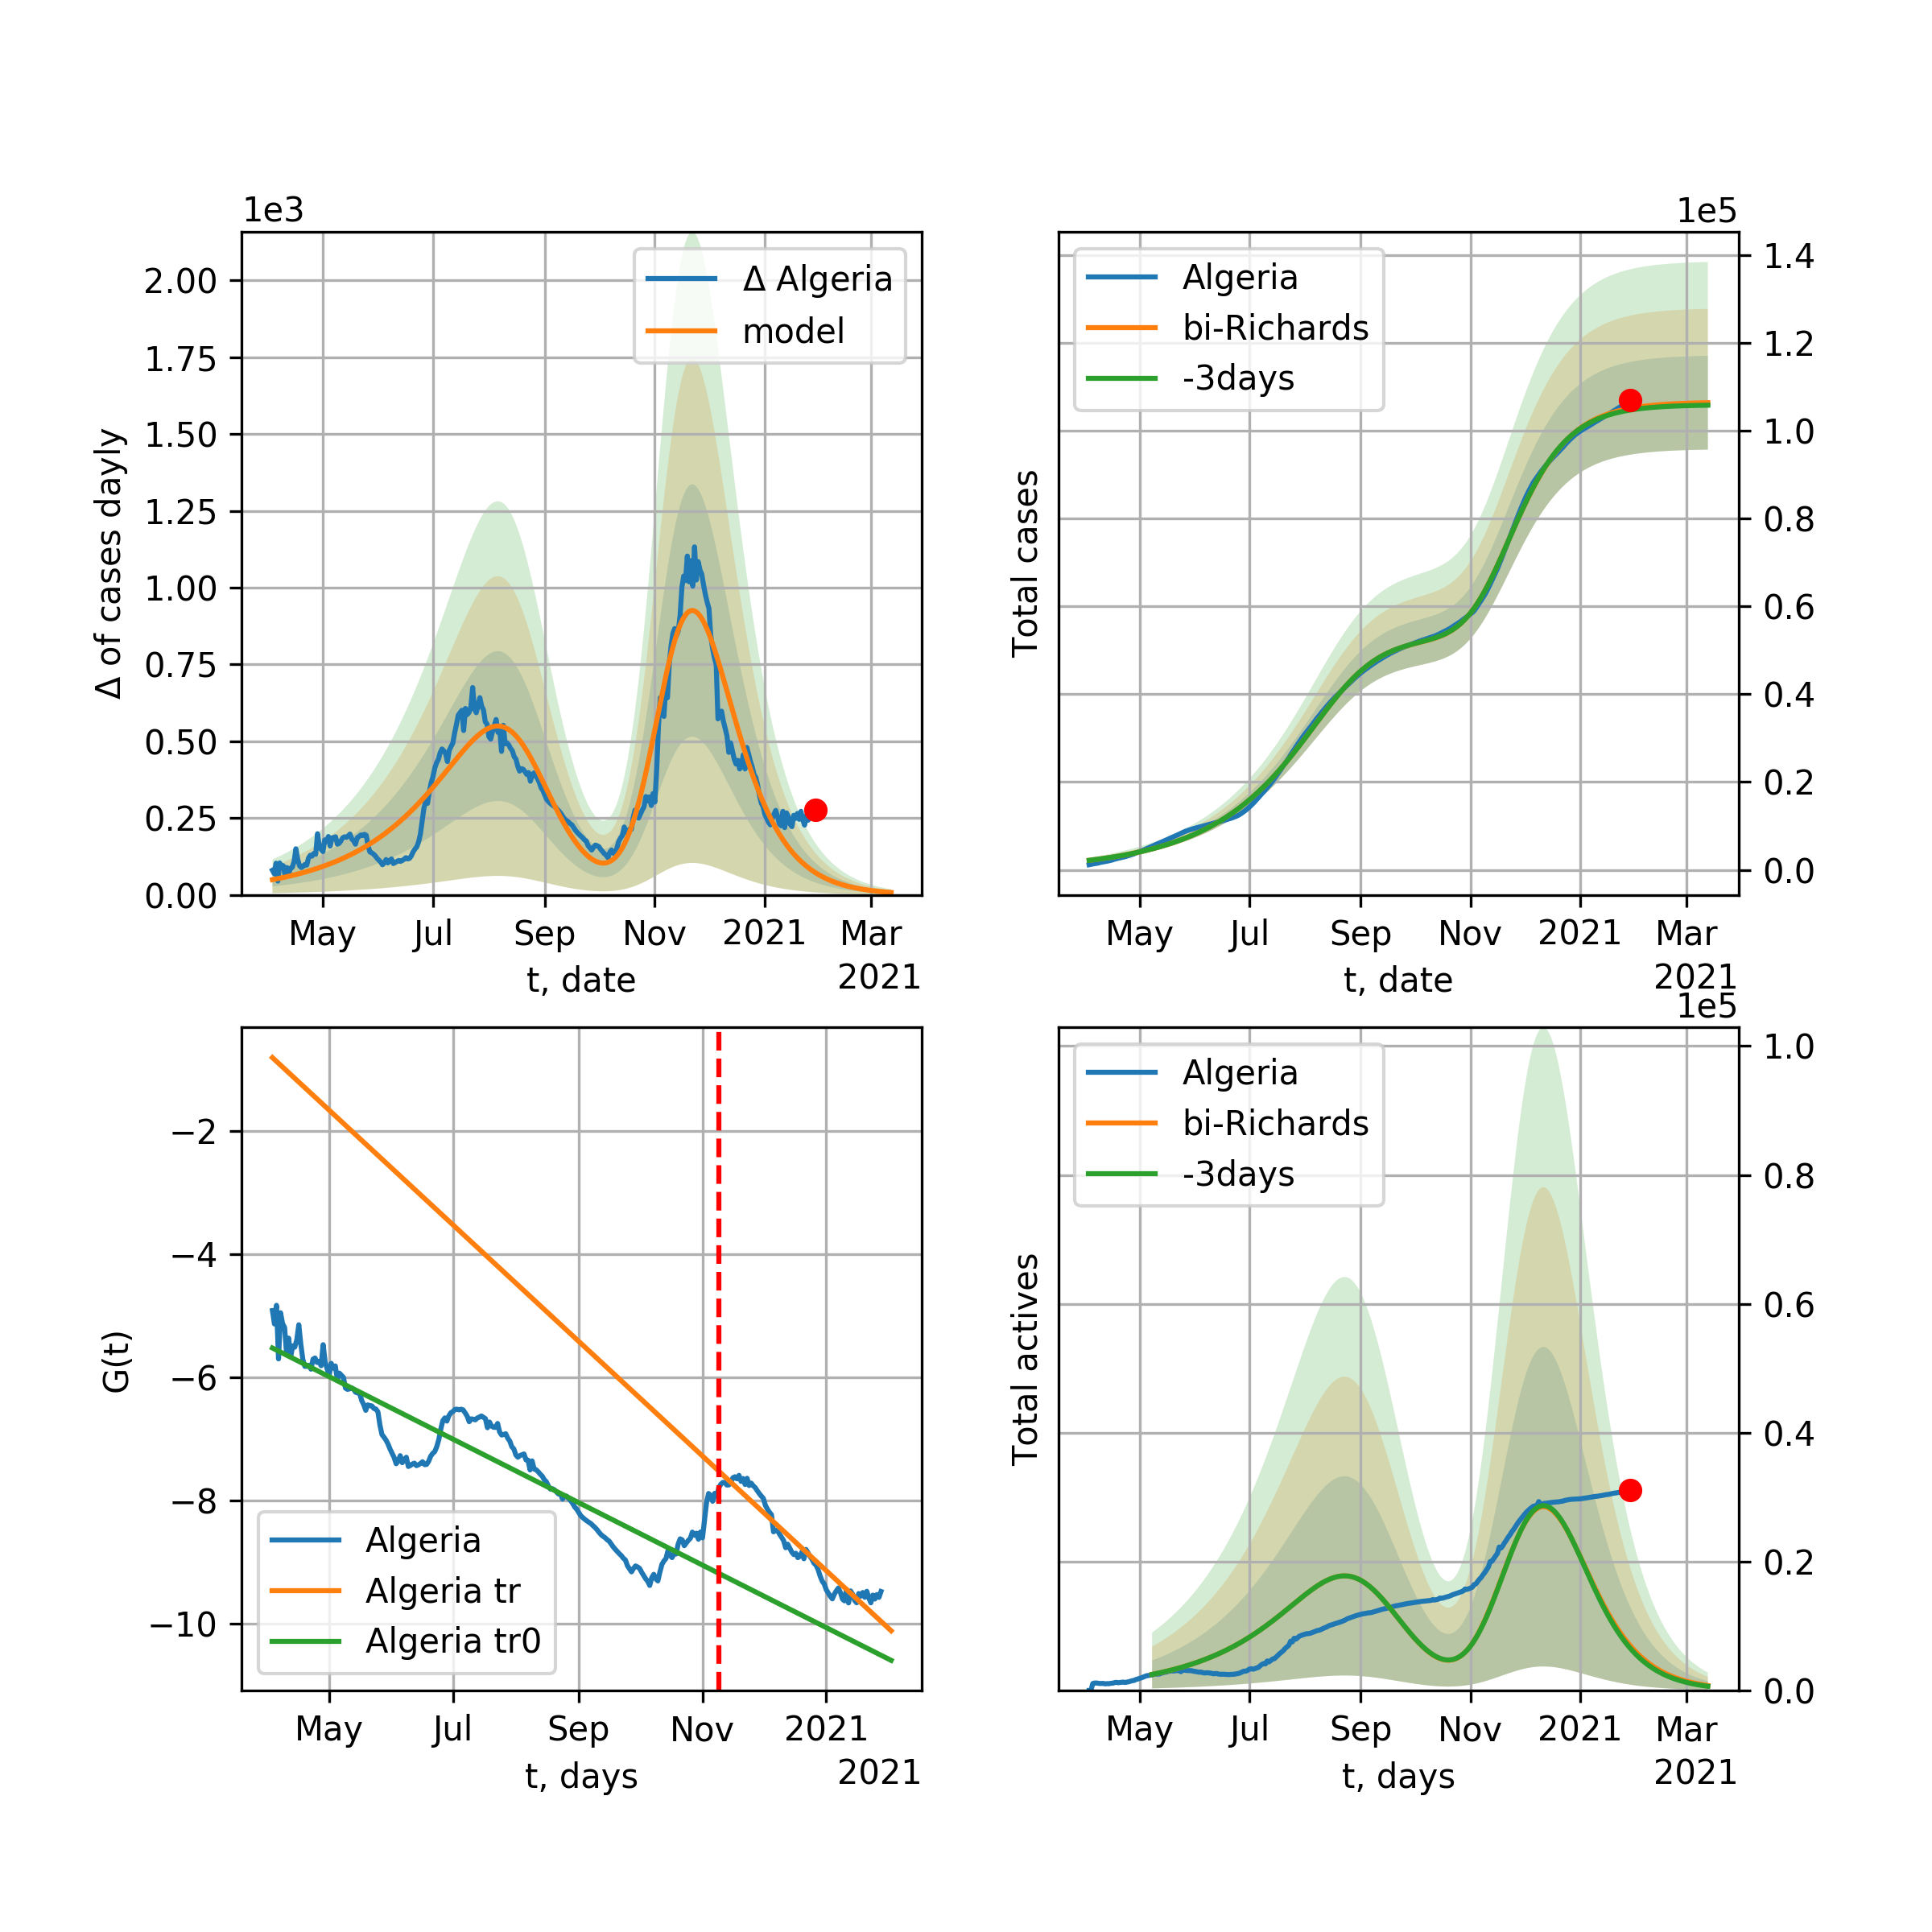 1e3
Δ of cases dayly
2.00
1.75
1.50
1.25
1.00
0.75
0.50
0.25
0.00
Δ Algeria
model
May Jul Sep Nov 2021 Mar
t, date
2021
1e5
Total cases
Algeria
bi-Richards
-3days
1.4
1.2
1.0
0.8
0.6
0.4
0.2
0.0
May Jul Sep Nov 2021 Mar
t, date
2021
G(t)
−2
−4
−6
−8
−10
Algeria
Algeria tr
Algeria tr0
May Jul Sep Nov 2021
t, days
2021
1e5
Total actives
Algeria
bi-Richards
-3days
1.0
0.8
0.6
0.4
0.2
0.0
May Jul Sep Nov 2021 Mar
t, days
2021